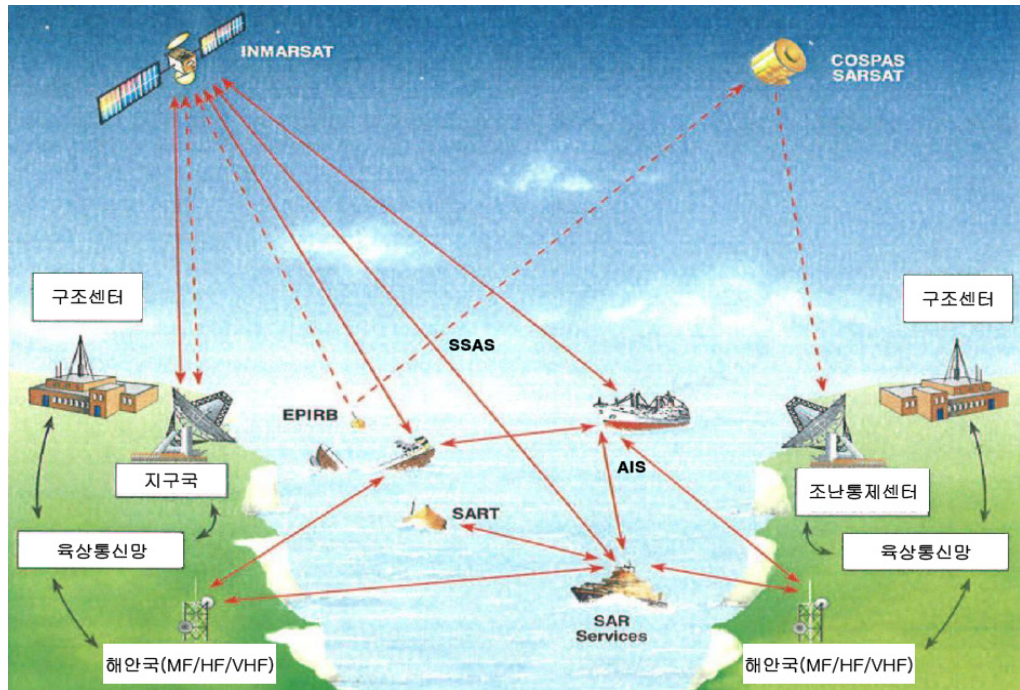 INMARSAT
COSPAS
SARSAT
구조센터
구조센터
SSAS
EPIRB
AIS
지구국
SART
조난통제센터
육상통신망
육상통신망
SAR
Services
해안국(MF/HF/VHF)
해안국(MF/HF/VHF)